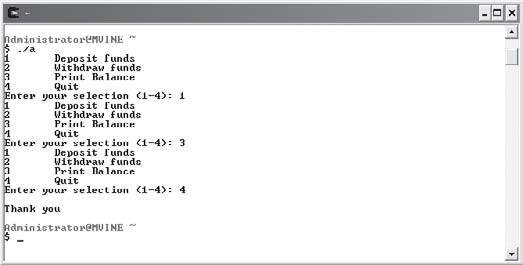 Administrator@MVINE ~
$ ./a
1 Deposit funds
2 Withdraw funds
3 Print Balance
4 Quit
Enter your selection (1-4): 1
1 Deposit funds
2 Withdraw funds
3 Print Balance
4 Quit
Enter your selection (1-4): 3
1 Deposit funds
2 Withdraw funds
3 Print Balance
4 Quit
Enter your selection (1-4): 4
Thank you
Administrator@MVINE ~
$ _